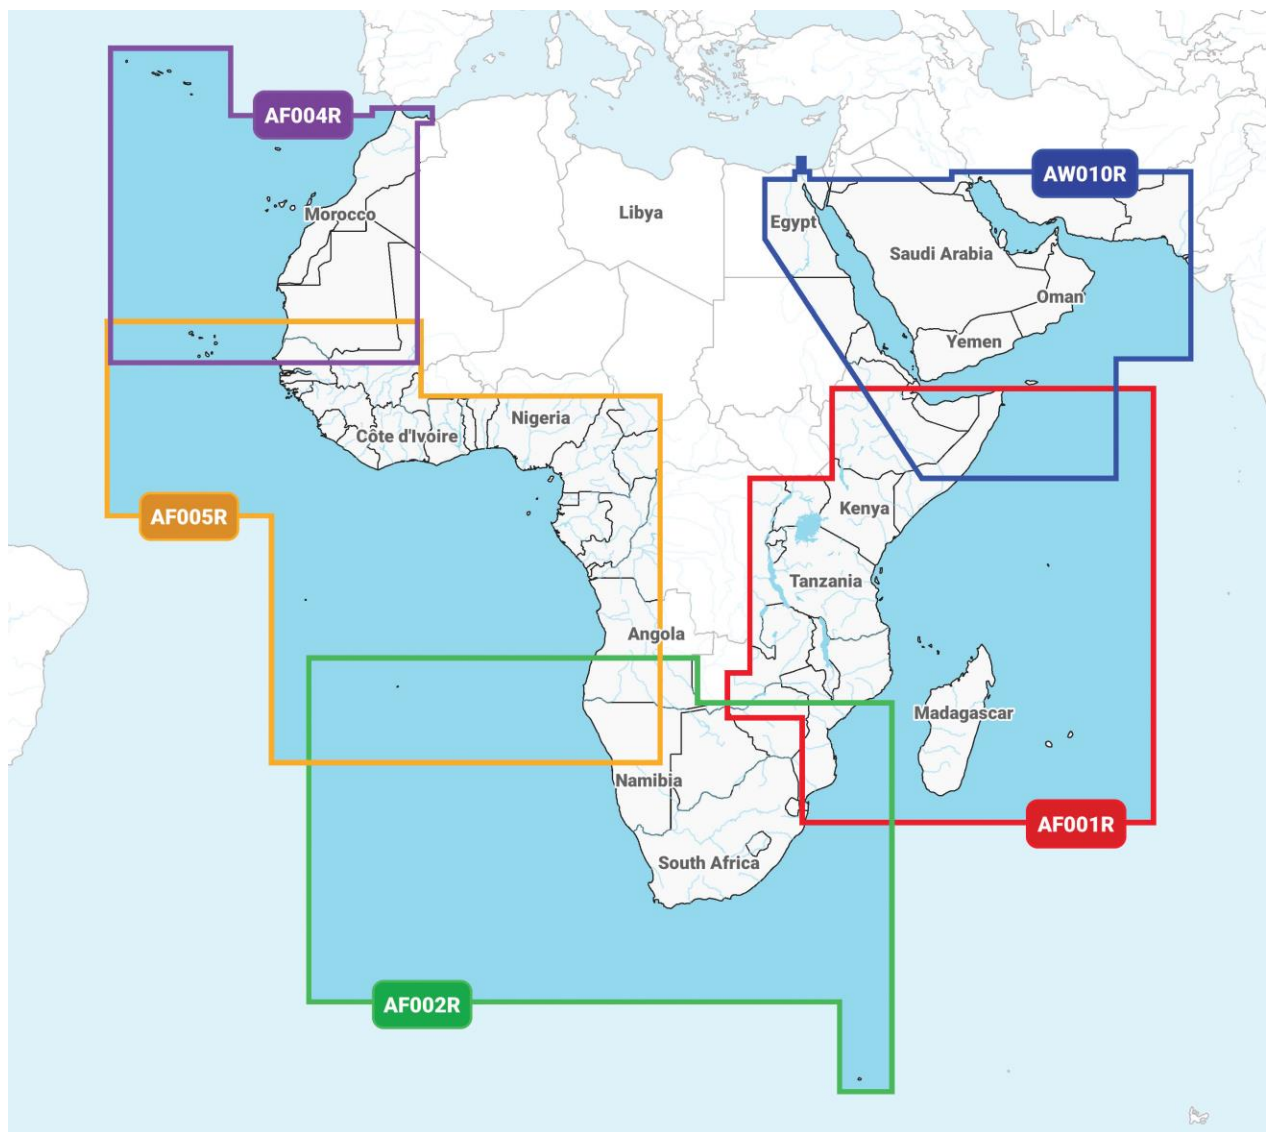 AF004R
AW010R
Morocco
Libya
Egypt
Saudi Arabia
Oman
Yemen
Nigeria
Côte d'Ivoire
AF005R
Kenya
Tanzania
Angola
Madagascar
Namibia
AF001R
South Africa
AF002R